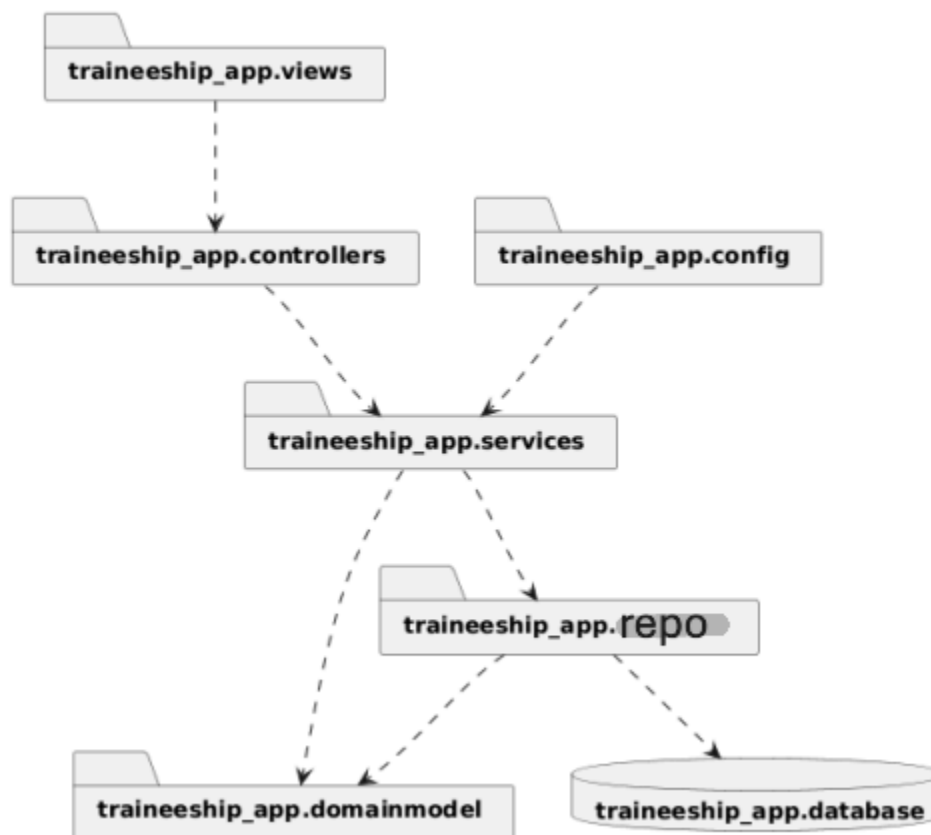 traineeship_app.views
traineeship_app.controllers
traineeship_app.config
traineeship_app.services
traineeship_app.repo
traineeship_app.domainmodel
traineeship_app.database